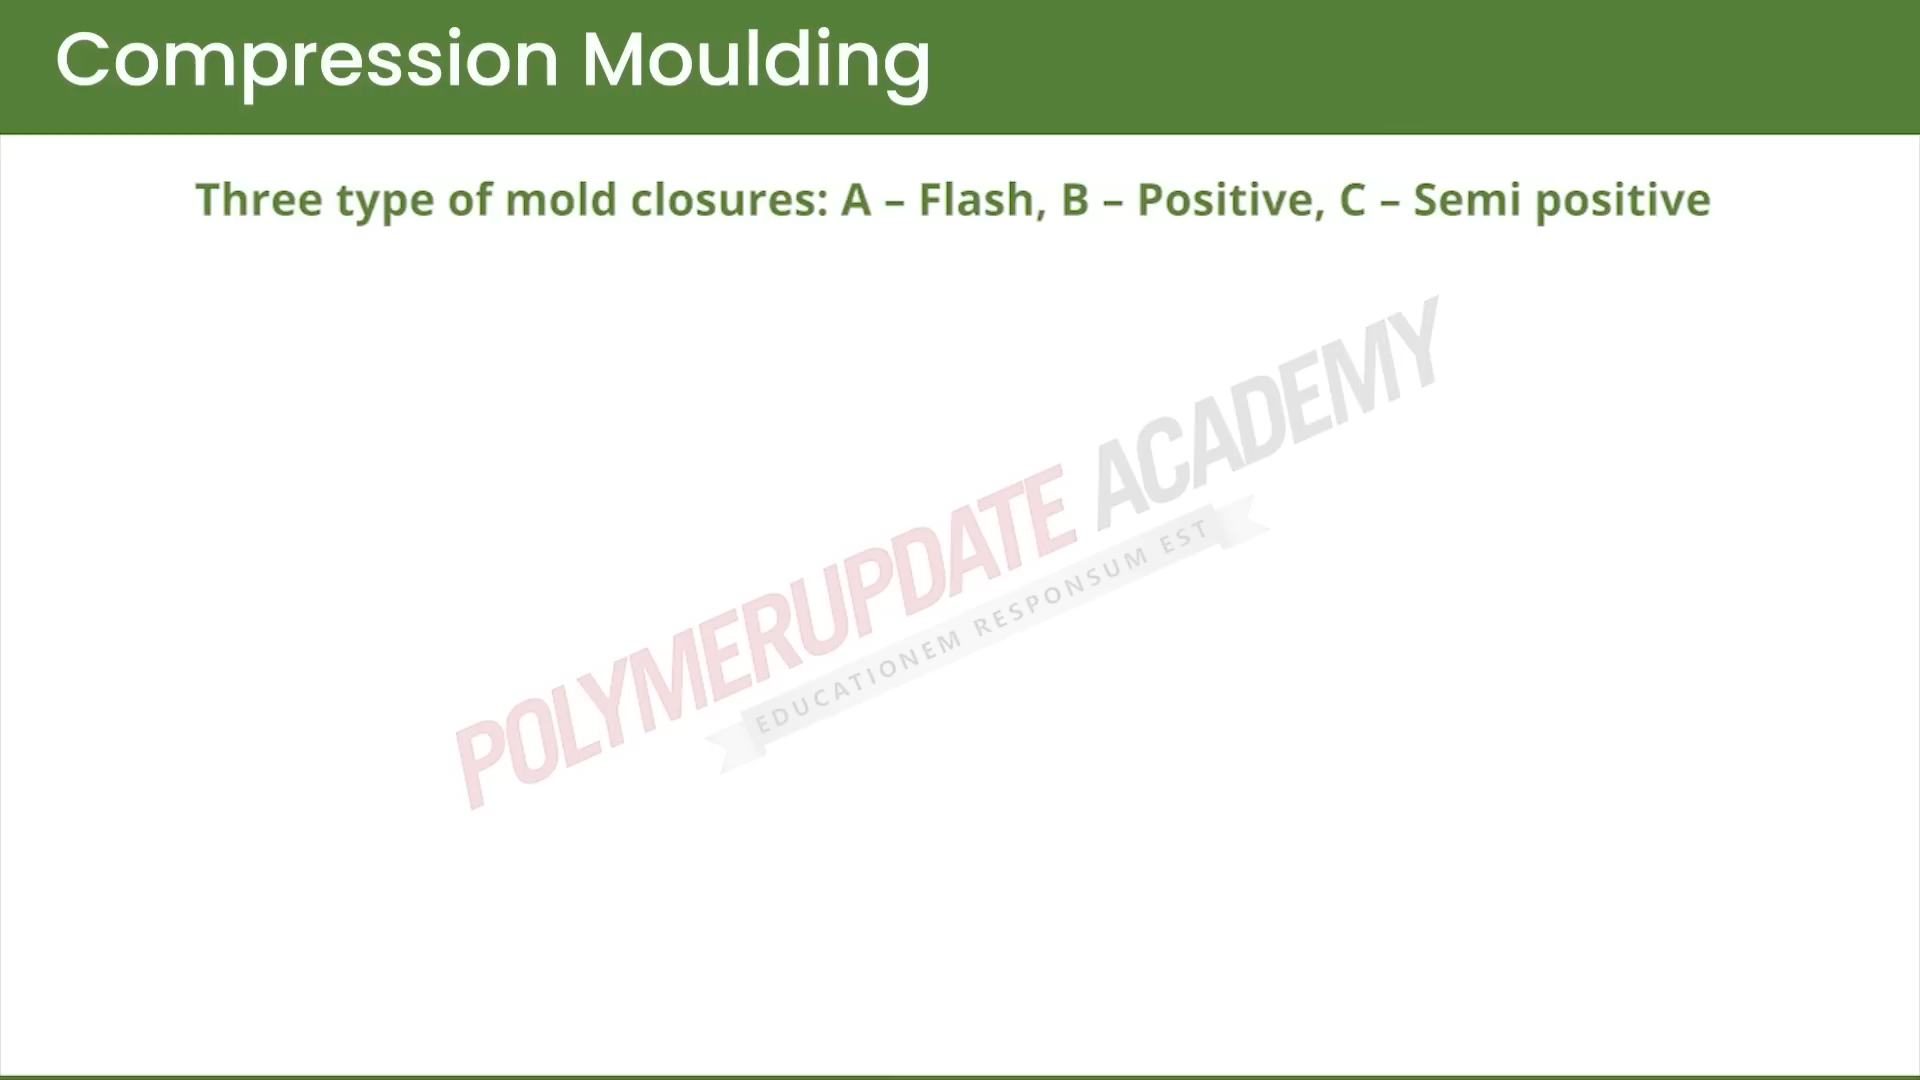 Compression Moulding
Three type of mold closures: A – Flash, B – Positive, C – Semi positive
POLYMERUPDATE ACADEMY
EDUCATIONEM RESPONSUM EST